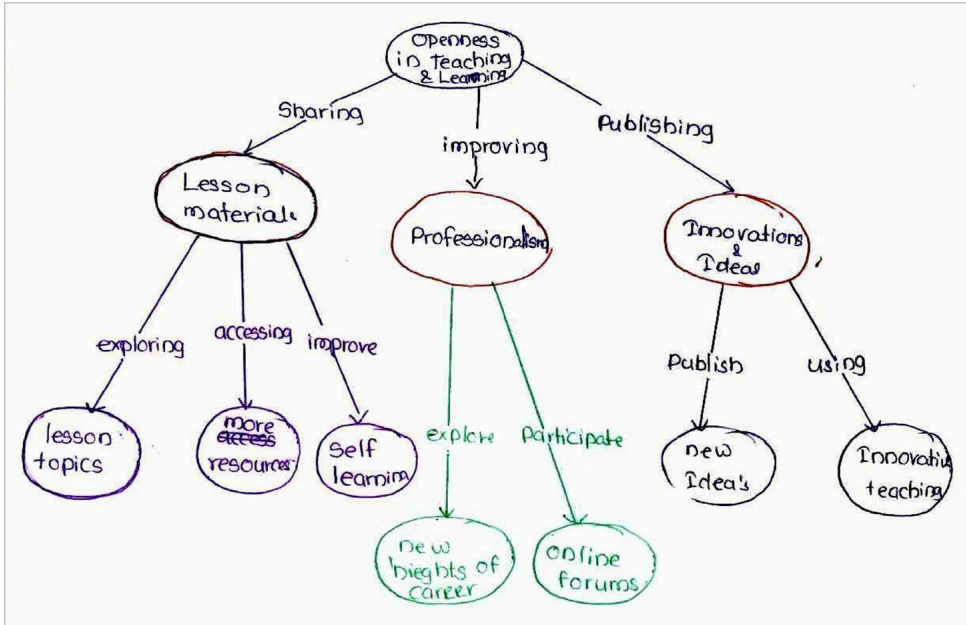 Openness
in Teaching
& Learning
Sharing
improving
Publishing
Lesson
materials
Professionalism
Innovations
&
Ideas
exploring
accessing
improve
Publish
using
lesson
topics
more
access
resources
Self
learning
explore
Participate
new
Idea's
Innovative
teaching
new
hieghts of
career
online
forums